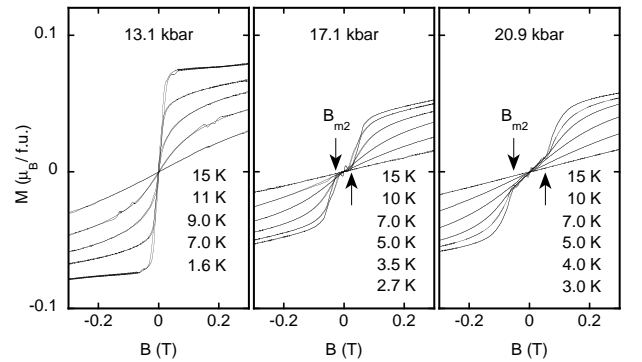 0.1
13.1 kbar
17.1 kbar
20.9 kbar
M (μB / f.u.)
Bm2
Bm2
0
15 K
11 K
9.0 K
7.0 K
1.6 K
15 K
10 K
7.0 K
5.0 K
3.5 K
2.7 K
15 K
10 K
7.0 K
5.0 K
4.0 K
3.0 K
-0.1
-0.2
0
0.2
-0.2
0
0.2
-0.2
0
0.2
B (T)
B (T)
B (T)